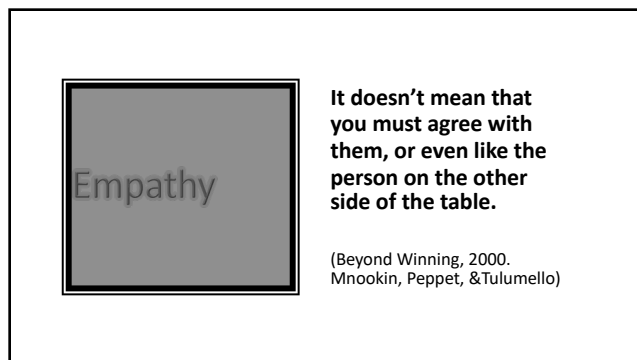 Empathy
It doesn’t mean that
you must agree with
them, or even like the
person on the other
side of the table.
(Beyond Winning, 2000.
Mnookin, Peppet, &Tulumello)